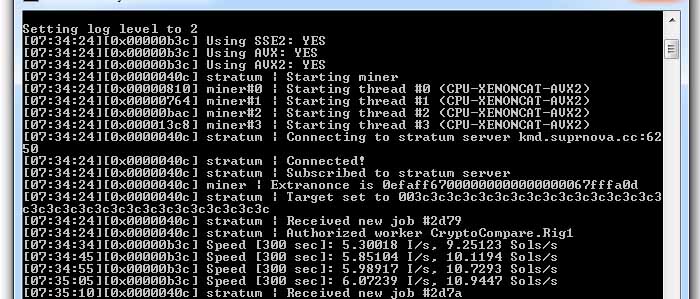 Setting log level to 2
[07:34:24][0x00000b3c] Using SSE2: YES
[07:34:24][0x00000b3c] Using AVX: YES
[07:34:24][0x00000b3c] Using AVX2: YES
[07:34:24][0x0000040c] stratum | Starting miner
[07:34:24][0x00000810] miner#0 | Starting thread #0 (CPU-XENONCAT-AVX2)
[07:34:24][0x00000764] miner#1 | Starting thread #1 (CPU-XENONCAT-AVX2)
[07:34:24][0x00000bac] miner#2 | Starting thread #2 (CPU-XENONCAT-AVX2)
[07:34:24][0x000013c8] miner#3 | Starting thread #3 (CPU-XENONCAT-AVX2)
[07:34:24][0x0000040c] stratum | Connecting to stratum server kmd.suprnova.cc:62
50
[07:34:24][0x0000040c] stratum | Connected!
[07:34:24][0x0000040c] stratum | Subscribed to stratum server
[07:34:24][0x0000040c] miner | Extranonce is 0efaff67000000000000000067fffa0d
[07:34:24][0x0000040c] stratum | Target set to 003c3c3c3c3c3c3c3c3c3c3c3c3c3c3c3
c3c3c3c3c3c3c3c3c3c3c3c3c3c3c3c
[07:34:24][0x0000040c] stratum | Received new job #2d79
[07:34:24][0x0000040c] stratum | Authorized worker CryptoCompare.Rig1
[07:34:34][0x00000b3c] Speed [300 sec]: 5.30018 I/s, 9.25123 Sols/s
[07:34:45][0x00000b3c] Speed [300 sec]: 5.85104 I/s, 10.1194 Sols/s
[07:34:55][0x00000b3c] Speed [300 sec]: 5.98917 I/s, 10.7293 Sols/s
[07:35:05][0x00000b3c] Speed [300 sec]: 6.07239 I/s, 10.9447 Sols/s
[07:35:10][0x0000040c] stratum | Received new job #2d7a